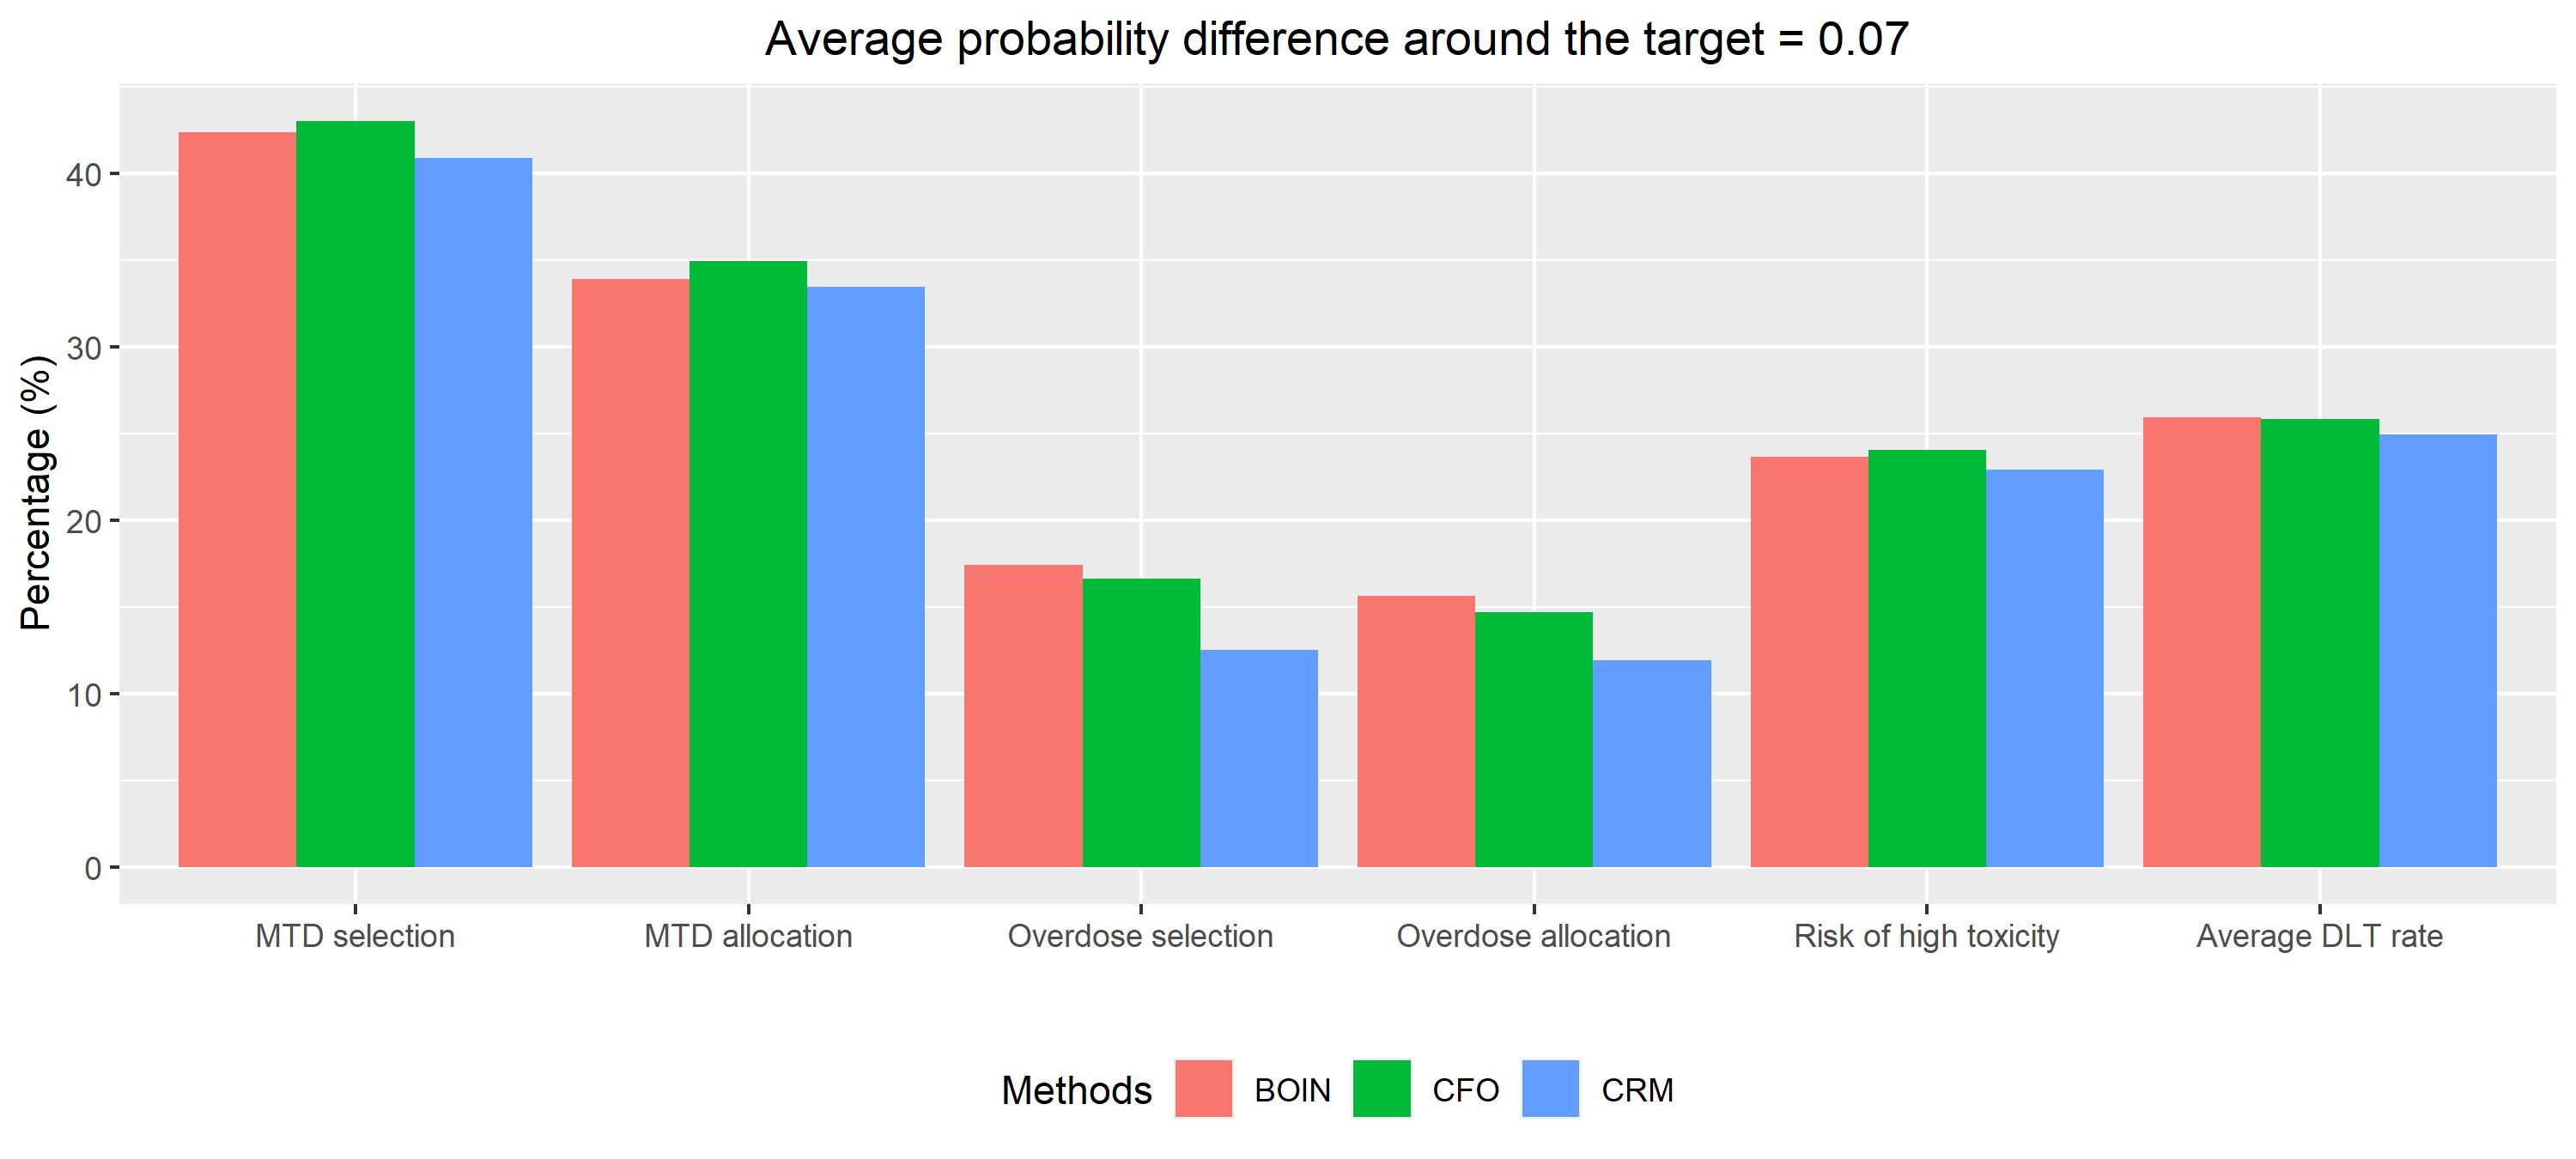 Average probability difference around the target = 0.07
Percentage (%)
40
30
20
10
0
MTD selection MTD allocation Overdose selection Overdose allocation Risk of high toxicity Average DLT rate
Methods BOIN CFO CRM